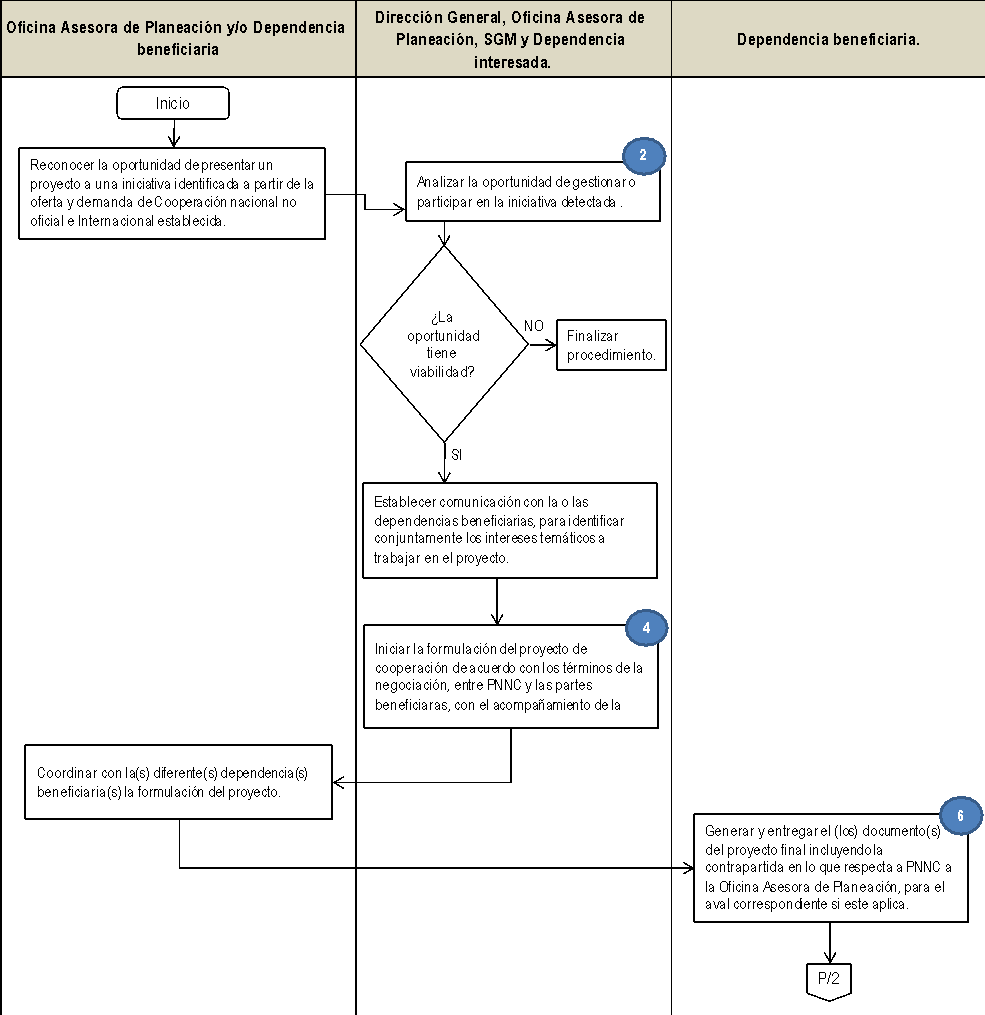 Oficina Asesora de Planeación y/o Dependencia
beneficiaria
Dirección General, Oficina Asesora de
Planeación, SGM y Dependencia
interesada.
Dependencia beneficiaria.
Inicio
Reconocer la oportunidad de presentar un
proyecto a una iniciativa identificada a partir de la
oferta y demanda de Cooperación nacional no
oficial e Internacional establecida.
2
Analizar la oportunidad de gestionar o
participar en la iniciativa detectada .
¿La
oportunidad
tiene
viabilidad?
NO
Finalizar
procedimiento.
SI
Establecer comunicación con la o las
dependencias beneficiarias, para identificar
conjuntamente los intereses temáticos a
trabajar en el proyecto.
4
Iniciar la formulación del proyecto de
cooperación de acuerdo con los términos de la
negociación, entre PNNC y las partes
beneficiaras, con el acompañamiento de la
Coordinar con la(s) diferente(s) dependencia(s)
beneficiaria(s) la formulación del proyecto.
6
Generar y entregar el (los) documento(s)
del proyecto final incluyendo la
contrapartida en lo que respecta a PNNC a
la Oficina Asesora de Planeación, para el
aval correspondiente si este aplica.
P/2